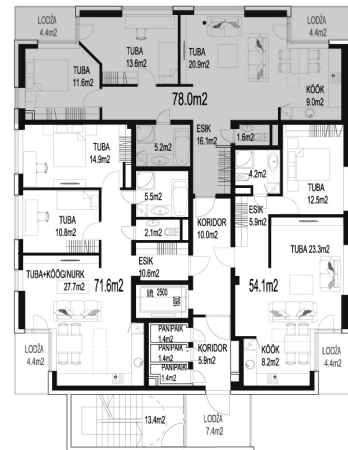 LODŽA
4.4m2
TUBA
13.6m2
TUBA
20.9m2
LODŽA
4.4m2
TUBA
11.6m2
78.0m2
KÖÖK
9.0m2
5.2m2
ESIK
16.1m2
1.6m2
TUBA
14.9m2
4.2m2
TUBA
12.5m2
5.5m2
TUBA
10.8m2
2.1m2
KORIDOR
10.0m2
ESIK
5.9m2
TUBA+KÖÖGINURK
27.7m2
71.6m2
ESIK
10.6m2
TUBA 23.3m2
54.1m2
lift 2500
1600
PANIPAIK
1.4m2
PANIPAIK
1.4m2
PANIPAIK
1.4m2
KORIDOR
5.9m2
LODŽA
4.4m2
KÖÖK
8.2m2
LODŽA
4.4m2
13.4m2
LODŽA
7.4m2